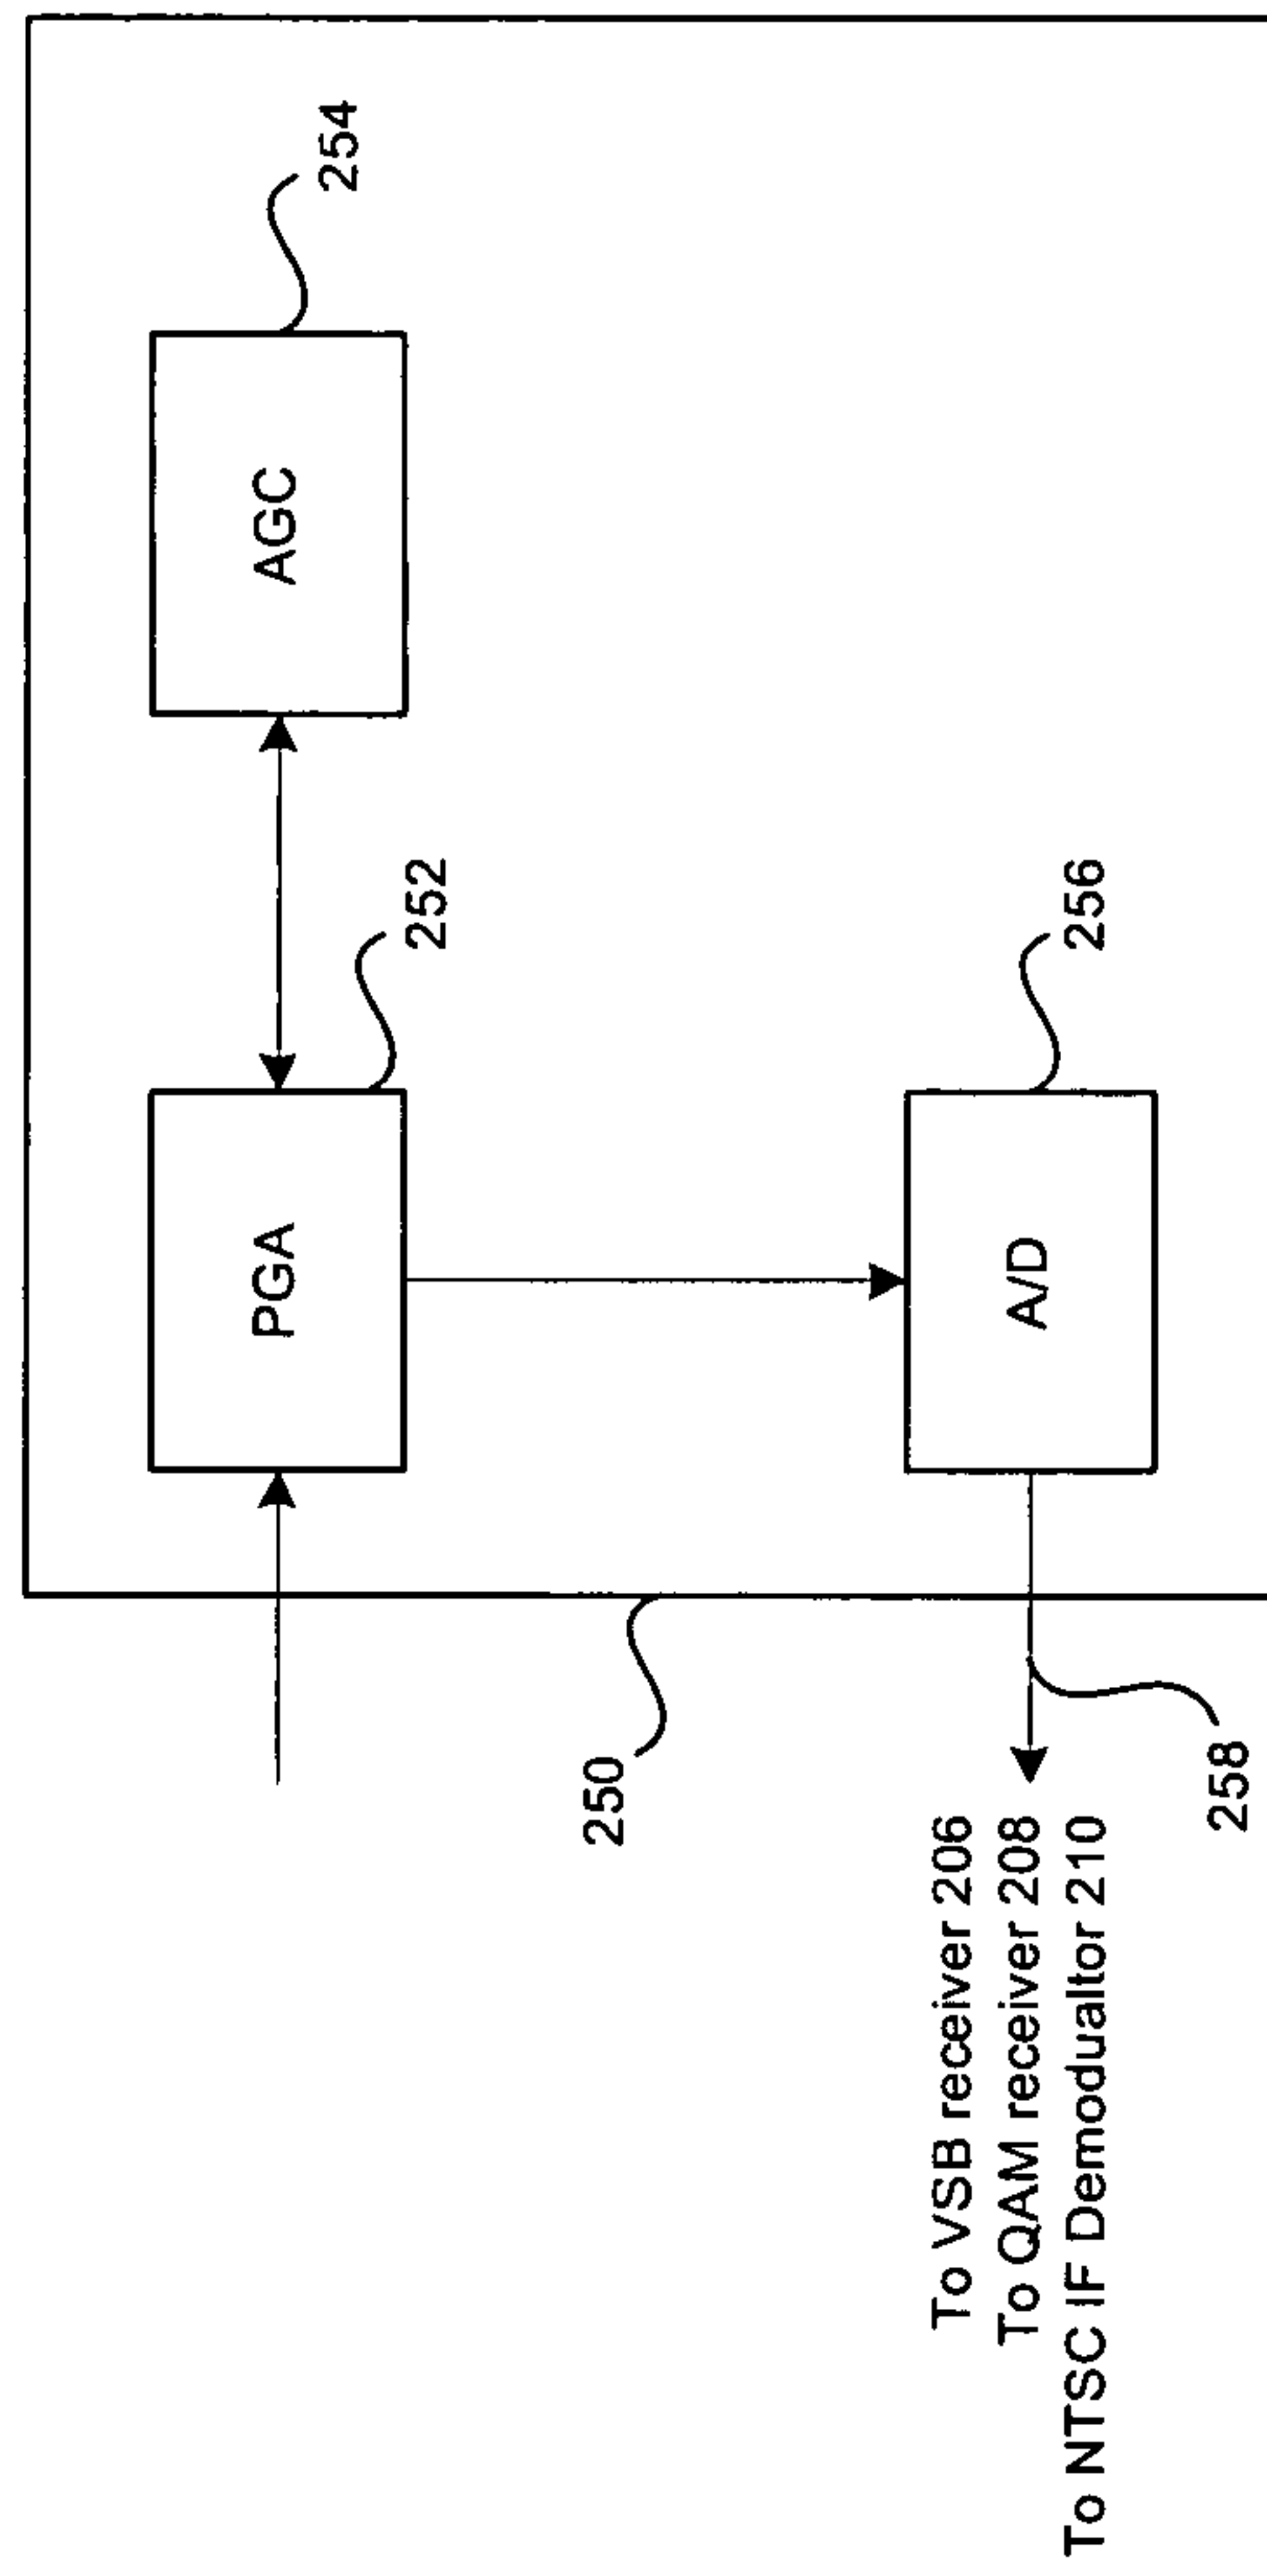 254
AGC
252
PGA
256
A/D
250
258
To VSB receiver 206
To QAM receiver 208
To NTSC IF Demodualtor 210